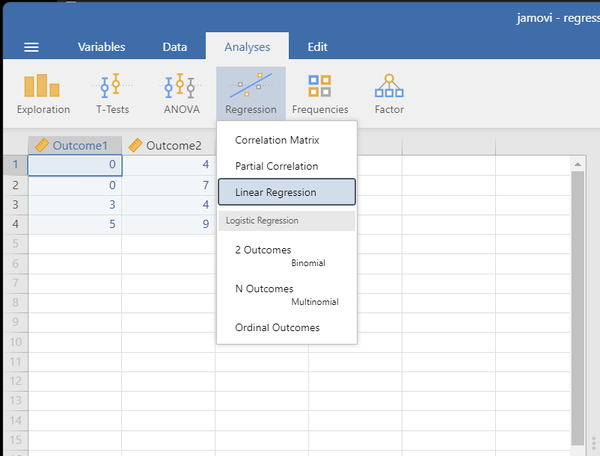 jamovi - regress
Variables Data Analyses Edit
Exploration T-Tests ANOVA Regression Frequencies Factor
Outcome1 Outcome2
Correlation Matrix
1 0 4
Partial Correlation
2 0 7
Linear Regression
3 3 4
4 5 9
Logistic Regression
5
2 Outcomes
6
Binomial
7
N Outcomes
8
Multinomial
9
Ordinal Outcomes
10
11
12
13
14
15